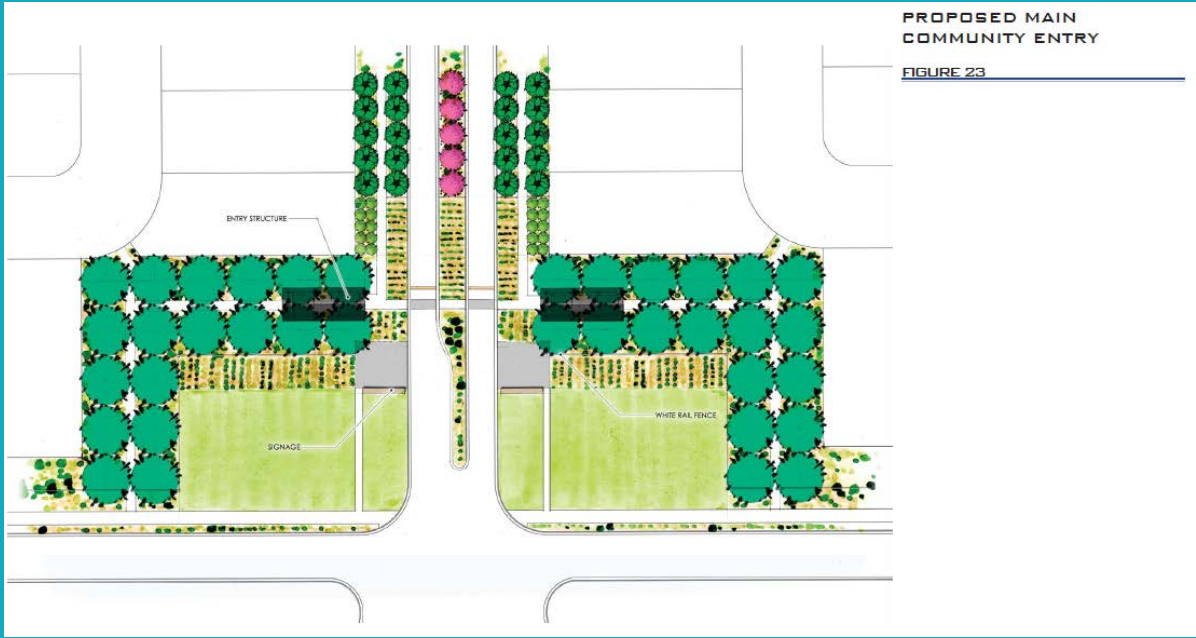 PROPOSED MAIN
COMMUNITY ENTRY
FIGURE 23
ENTRY STRUCTURE
WHITE RAIL FENCE
SIGNAGE